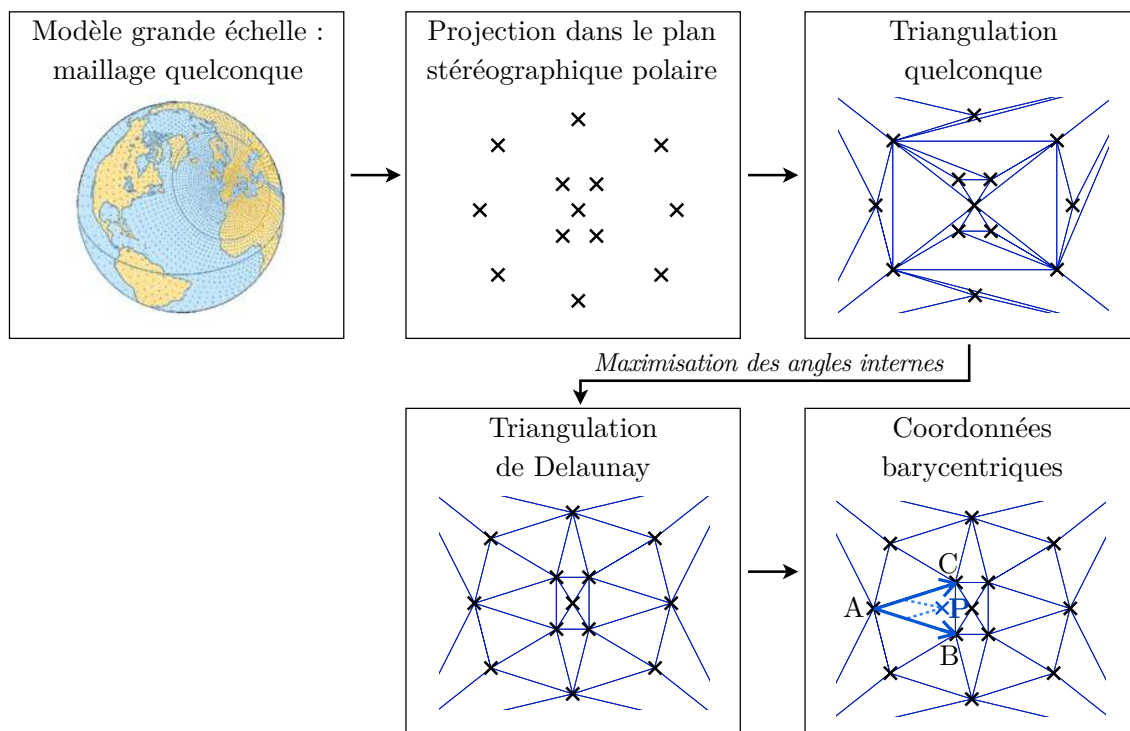 Modèle grande échelle :
maillage quelconque
Projection dans le plan
stéréographique polaire
Triangulation
quelconque
Maximisation des angles internes
Triangulation
de Delaunay
Coordonnées
barycentriques
C
A
P
B